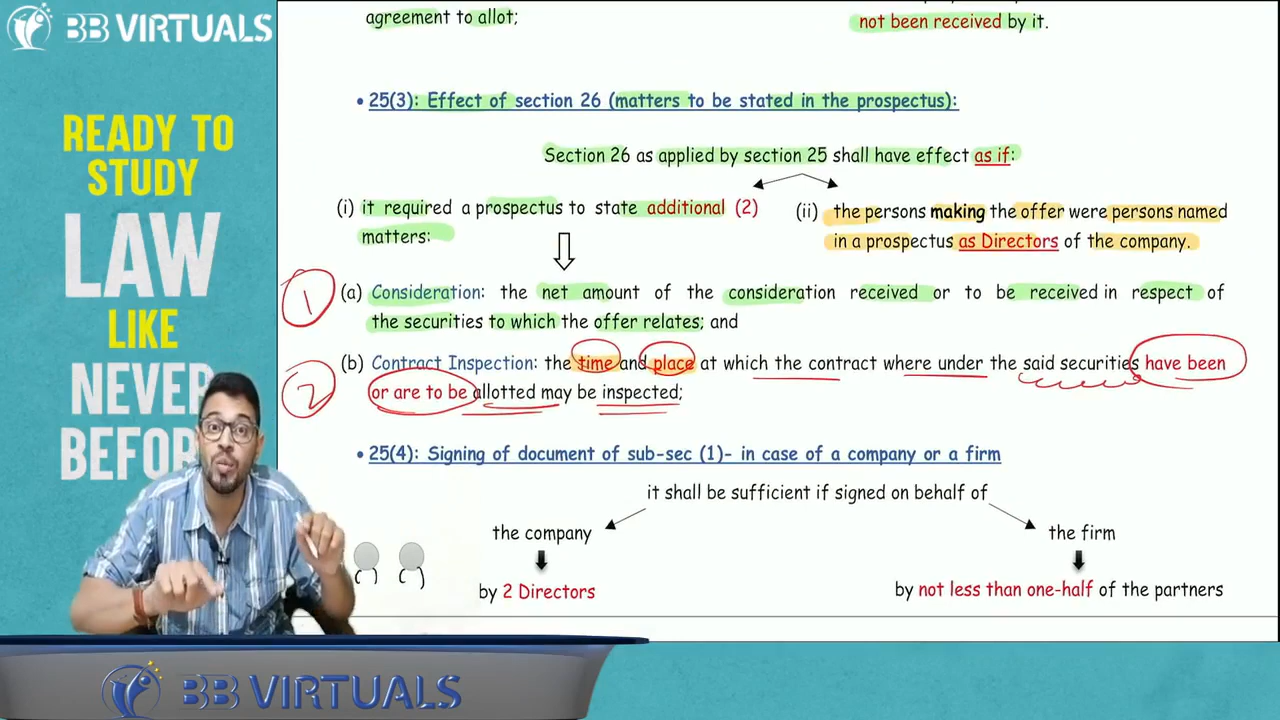 BB VIRTUALS
READY TO
STUDY
LAW
LIKE
NEVER
BEFOR
agreement to allot;
not been received by it.
• 25(3): Effect of section 26 (matters to be stated in the prospectus):
Section 26 as applied by section 25 shall have effect as if:
(i) it required a prospectus to state additional (2)
matters:
(ii) the persons making the offer were persons named
in a prospectus as Directors of the company.
1
(a) Consideration: the net amount of the consideration received or to be received in respect of
the securities to which the offer relates; and
2
(b) Contract Inspection: the time and place at which the contract where under the said securities have been
or are to be allotted may be inspected;
• 25(4): Signing of document of sub-sec (1)- in case of a company or a firm
it shall be sufficient if signed on behalf of
the company
the firm
by 2 Directors
by not less than one-half of the partners
BB VIRTUALS